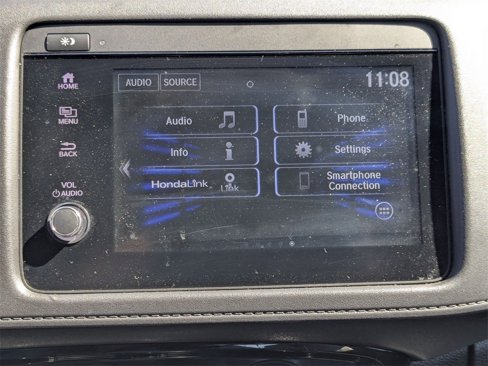 HOME
MENU
BACK
VOL
AUDIO
AUDIO SOURCE
11:08
Audio
Phone
Info
Settings
HondaLink
Link
Smartphone
Connection